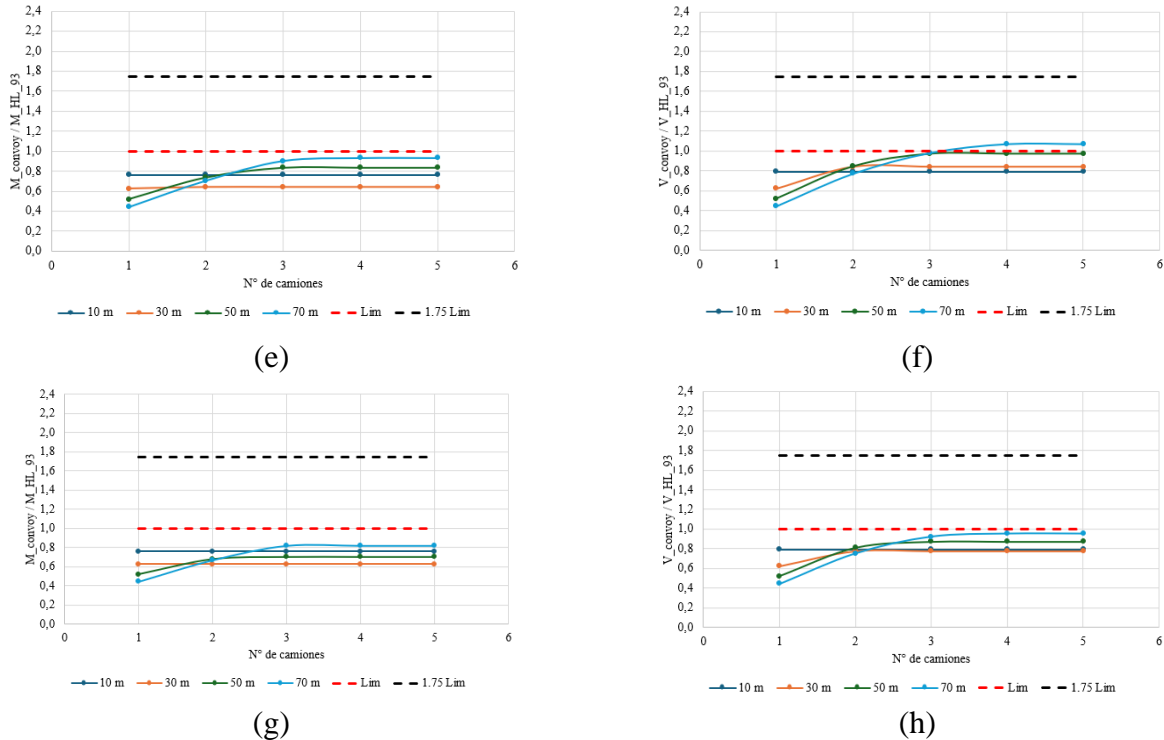 2,4
2,2
2,0
1,8
1,6
1,4
1,2
1,0
0,8
0,6
0,4
0,2
0,0
M_convoy / M_HL_93
0 1 2 3 4 5 6
N° de camiones
10 m 30 m 50 m 70 m Lim 1.75 Lim
(e)
2,4
2,2
2,0
1,8
1,6
1,4
1,2
1,0
0,8
0,6
0,4
0,2
0,0
V_convoy / V_HL_93
0 1 2 3 4 5 6
N° de camiones
10 m 30 m 50 m 70 m Lim 1.75 Lim
(f)
2,4
2,2
2,0
1,8
1,6
1,4
1,2
1,0
0,8
0,6
0,4
0,2
0,0
M_convoy / M_HL_93
0 1 2 3 4 5 6
N° de camiones
10 m 30 m 50 m 70 m Lim 1.75 Lim
(g)
2,4
2,2
2,0
1,8
1,6
1,4
1,2
1,0
0,8
0,6
0,4
0,2
0,0
V_convoy / V_HL_93
0 1 2 3 4 5 6
N° de camiones
10 m 30 m 50 m 70 m Lim 1.75 Lim
(h)